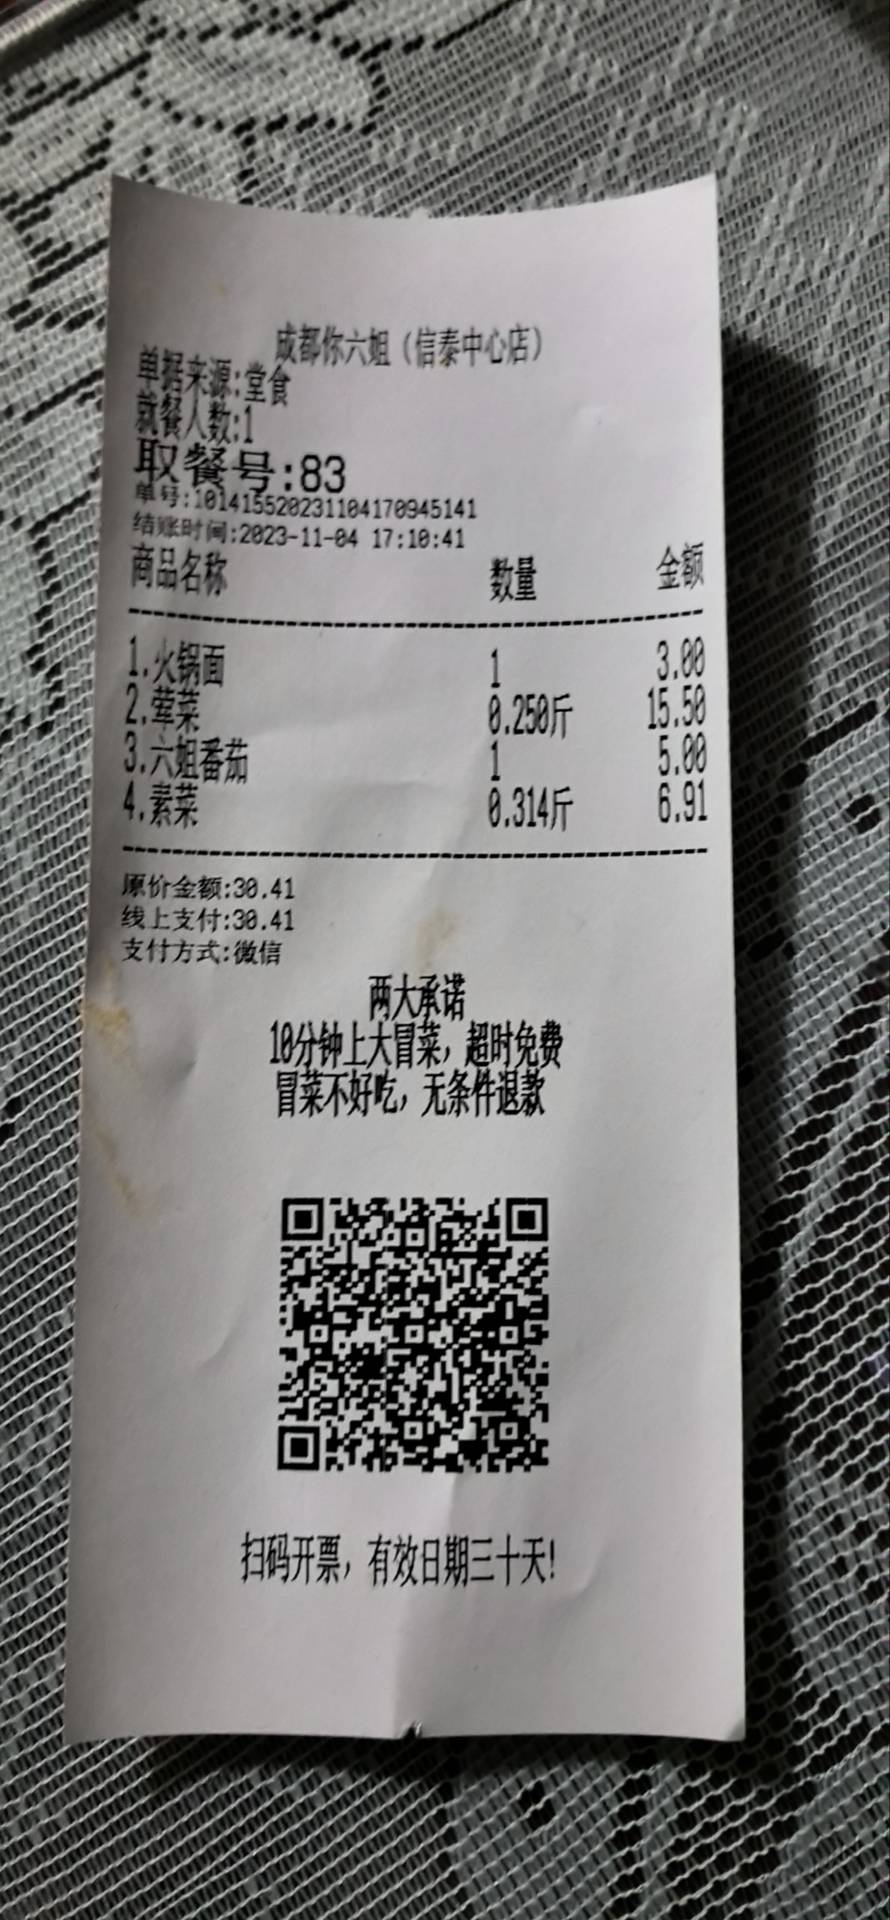 成都你六姐（信泰中心店）
单据来源:堂食
就餐人数:1
取餐号:83
单号:101415520231104170945141
结账时间:2023-11-04 17:10:41
商品名称 数量 金额
1.火锅面 1 3.00
2.荤菜 0.250斤 15.50
3.六姐番茄 1 5.00
4.素菜 0.314斤 6.91
原价金额:30.41
线上支付:30.41
支付方式:微信
两大承诺
10分钟上大冒菜，超时免费
冒菜不好吃，无条件退款
扫码开票，有效日期三十天!